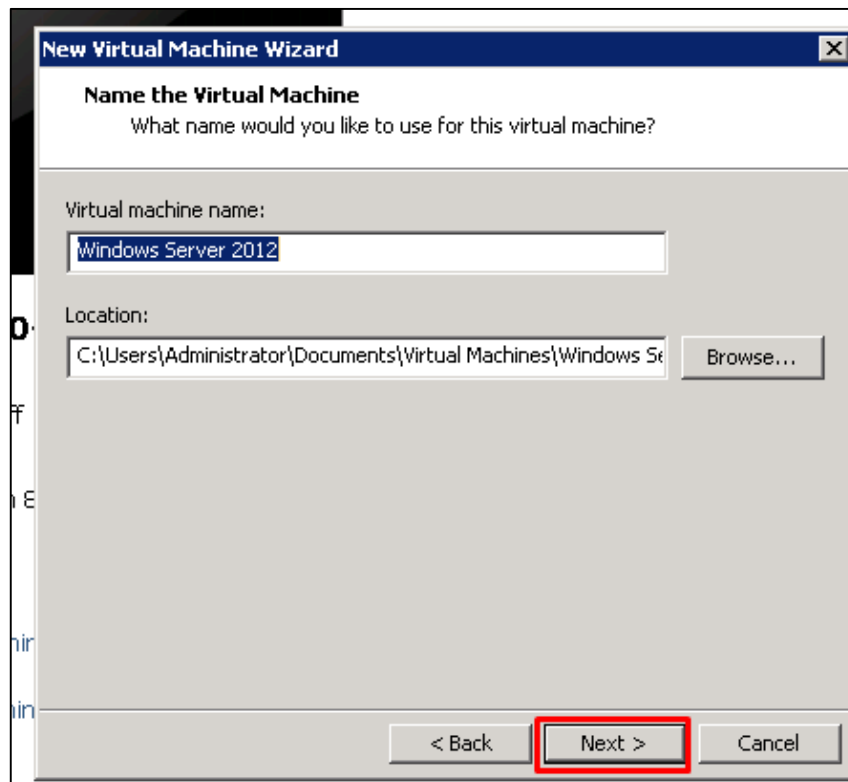 New Virtual Machine Wizard
Name the Virtual Machine
What name would you like to use for this virtual machine?
Virtual machine name:
Windows Server 2012
Location:
C:\Users\Administrator\Documents\Virtual Machines\Windows Se
Browse...
< Back Next > Cancel